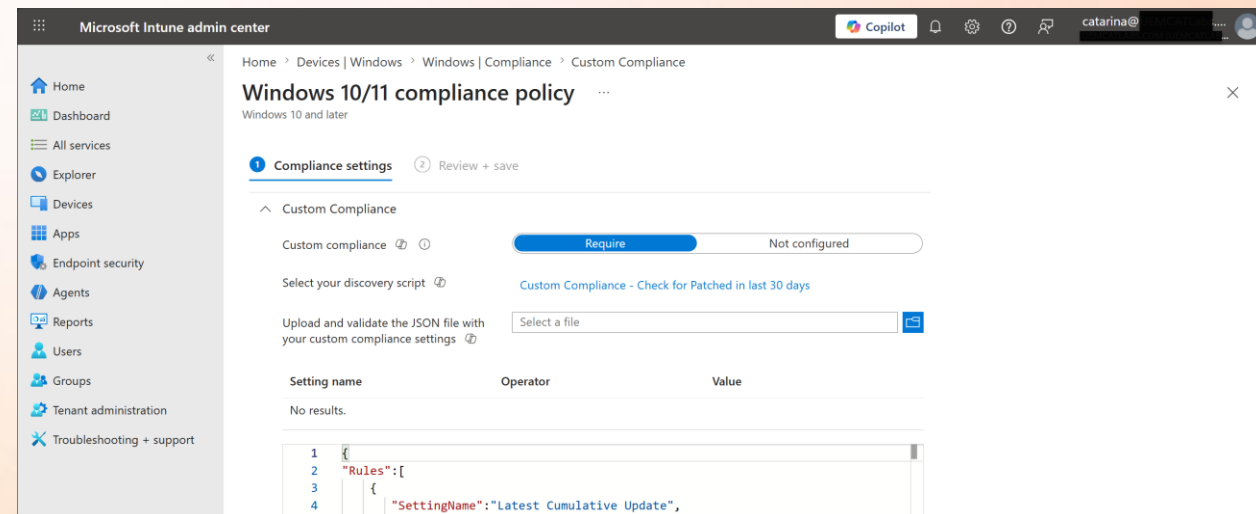 Microsoft Intune admin center
Copilot
catarina@
Home
Dashboard
All services
Explorer
Devices
Apps
Endpoint security
Agents
Reports
Users
Groups
Tenant administration
Troubleshooting + support
Home > Devices | Windows > Windows | Compliance > Custom Compliance
Windows 10/11 compliance policy ...
Windows 10 and later
1 Compliance settings
2 Review + save
Custom Compliance
Custom compliance
Require
Not configured
Select your discovery script
Custom Compliance - Check for Patched in last 30 days
Upload and validate the JSON file with
your custom compliance settings
Select a file
Setting name Operator Value
No results.
1 {
2 "Rules":[
3 {
4 "SettingName":"Latest Cumulative Update",